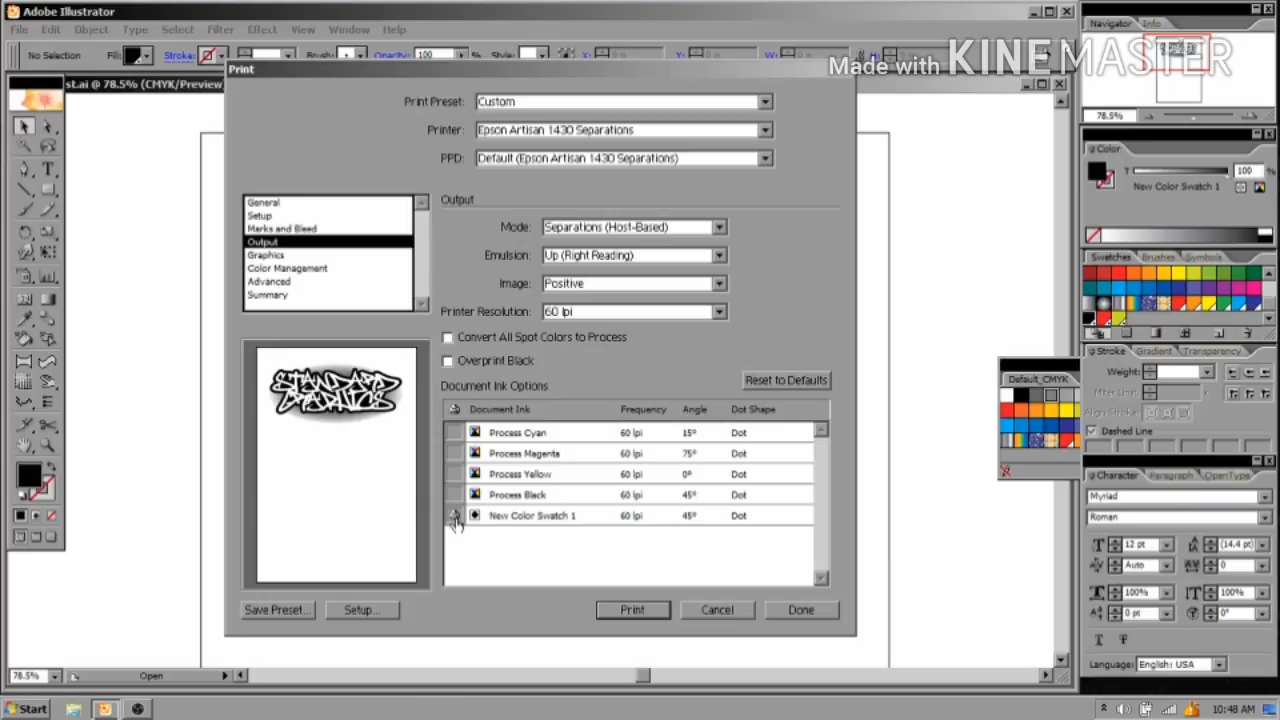 Adobe Illustrator
File Edit Object Type Select Filter Effect View Window Help
No Selection Fill: Stroke: Brush: Opacity: 100 Style: X: Y: W:
Made with KINEMASTER
st.ai @ 78.5% (CMYK/Preview)
Print
Print Preset: Custom
Printer: Epson Artisan 1430 Separations
PPD: Default (Epson Artisan 1430 Separations)
General
Setup
Marks and Bleed
Output
Graphics
Color Management
Advanced
Summary
Output
Mode: Separations (Host-Based)
Emulsion: Up (Right Reading)
Image: Positive
Printer Resolution: 60 lpi
Convert All Spot Colors to Process
Overprint Black
Document Ink Options
Reset to Defaults
Document Ink Frequency Angle Dot Shape
Process Cyan 60 lpi 15° Dot
Process Magenta 60 lpi 75° Dot
Process Yellow 60 lpi 0° Dot
Process Black 60 lpi 45° Dot
New Color Swatch 1 60 lpi 45° Dot
STANDARD
GRAPHICS
Save Preset... Setup... Print Cancel Done
Navigator Info
78.5%
Color
T 100 %
New Color Swatch 1
Swatches Brushes Symbols
Stroke Gradient Transparency
Weight:
Miter Limit:
Align Stroke:
Dashed Line
Default_CMYK
Character Paragraph OpenType
Myriad
Roman
12 pt (14.4 pt)
Auto 0
100% 100%
0 pt 0°
Language: English: USA
78.5% Open
Start 10:48 AM